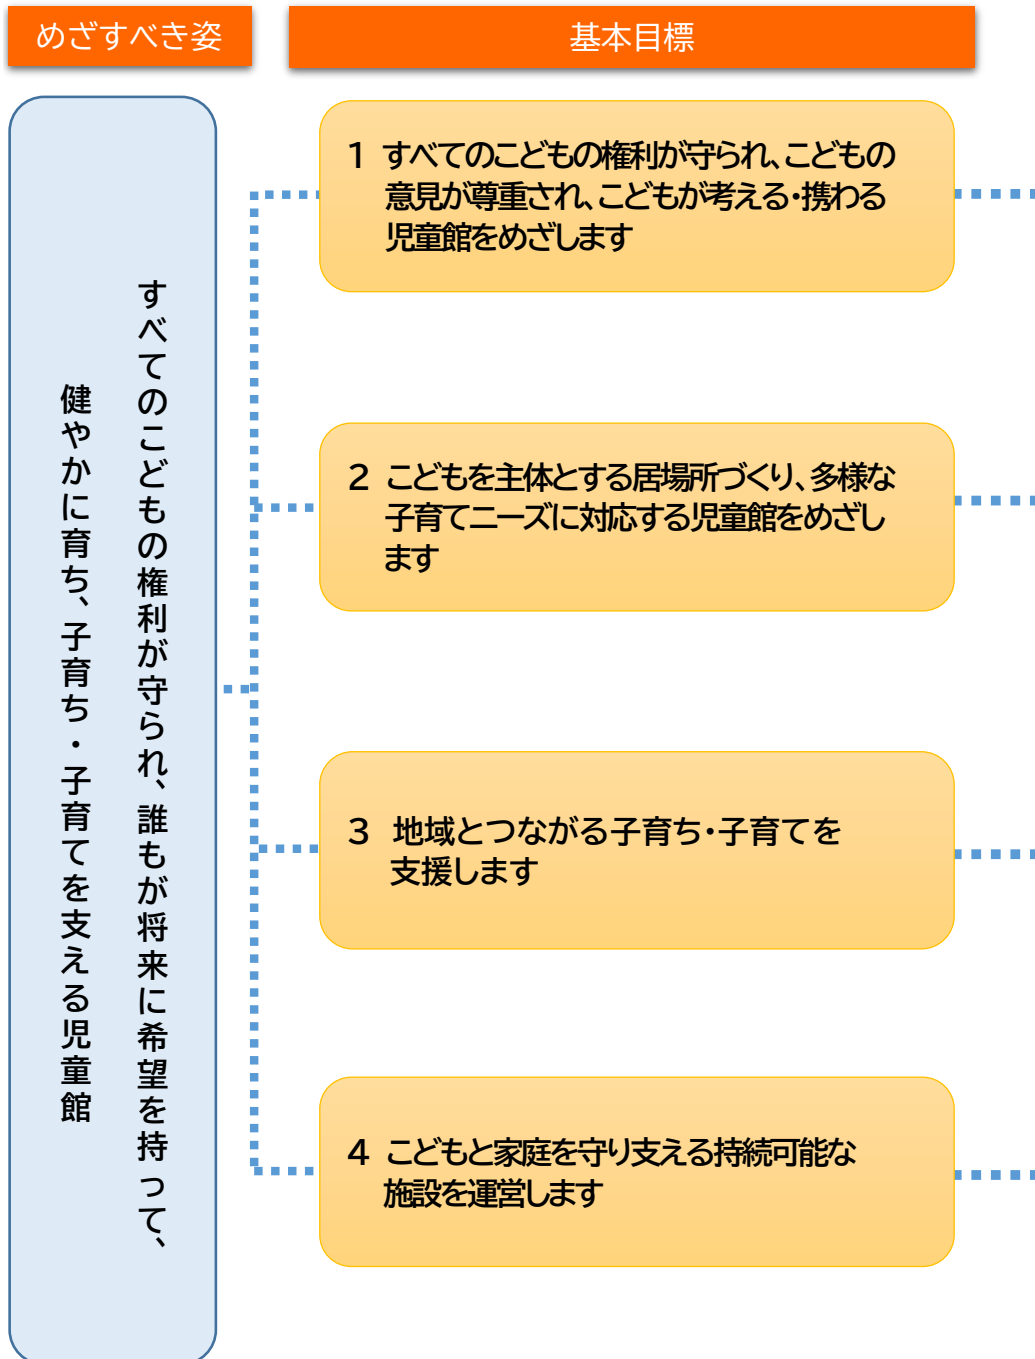 めざすべき姿
基本目標
すべてのこどもの権利が守られ、誰もが将来に希望を持って、
健やかに育ち、子育ち・子育てを支える児童館
1 すべてのこどもの権利が守られ、こどもの
意見が尊重され、こどもが考える・携わる
児童館をめざします
2 こどもを主体とする居場所づくり、多様な
子育てニーズに対応する児童館をめざし
ます
3 地域とつながる子育ち・子育てを
支援します
4 こどもと家庭を守り支える持続可能な
施設を運営します